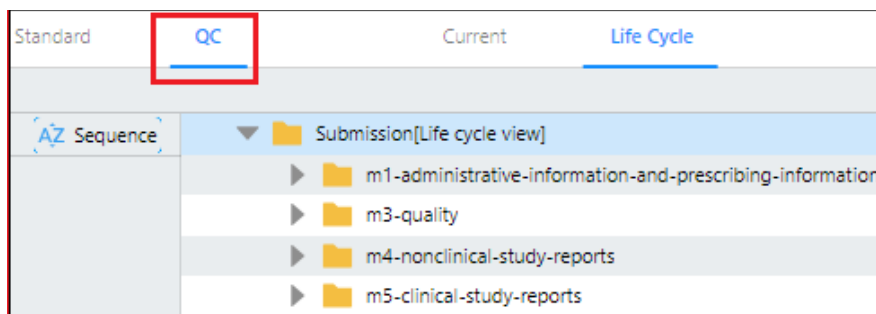 Standard QC Current Life Cycle
AZ Sequence Submission[Life cycle view]
m1-administrative-information-and-prescribing-information
m3-quality
m4-nonclinical-study-reports
m5-clinical-study-reports